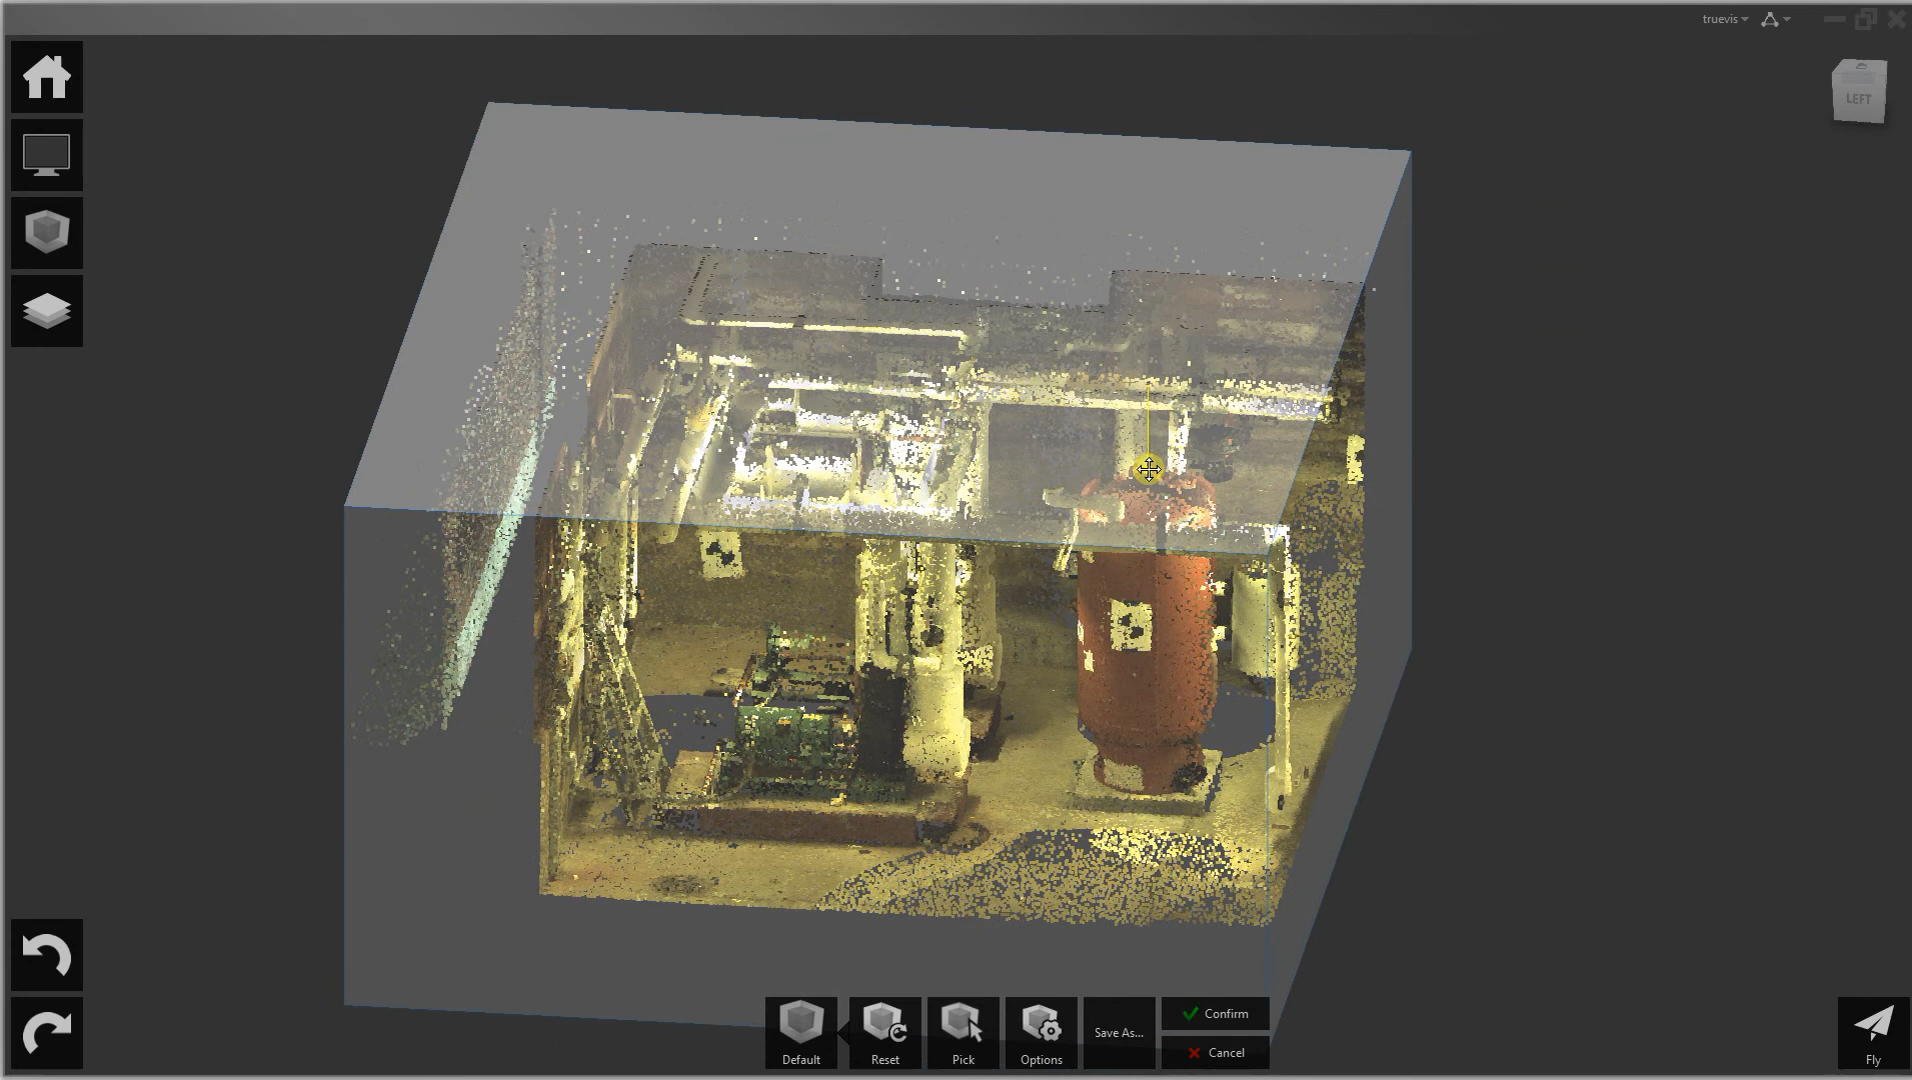 truevis
LEFT
Default
Reset
Pick
Options
Save As...
Confirm
Cancel
Fly